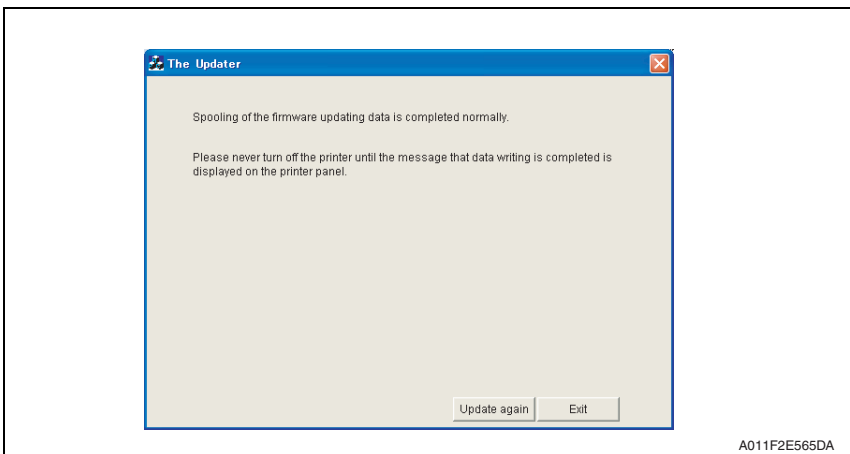 The Updater
Spooling of the firmware updating data is completed normally.
Please never turn off the printer until the message that data writing is completed is
displayed on the printer panel.
Update again
Exit
A011F2E565DA